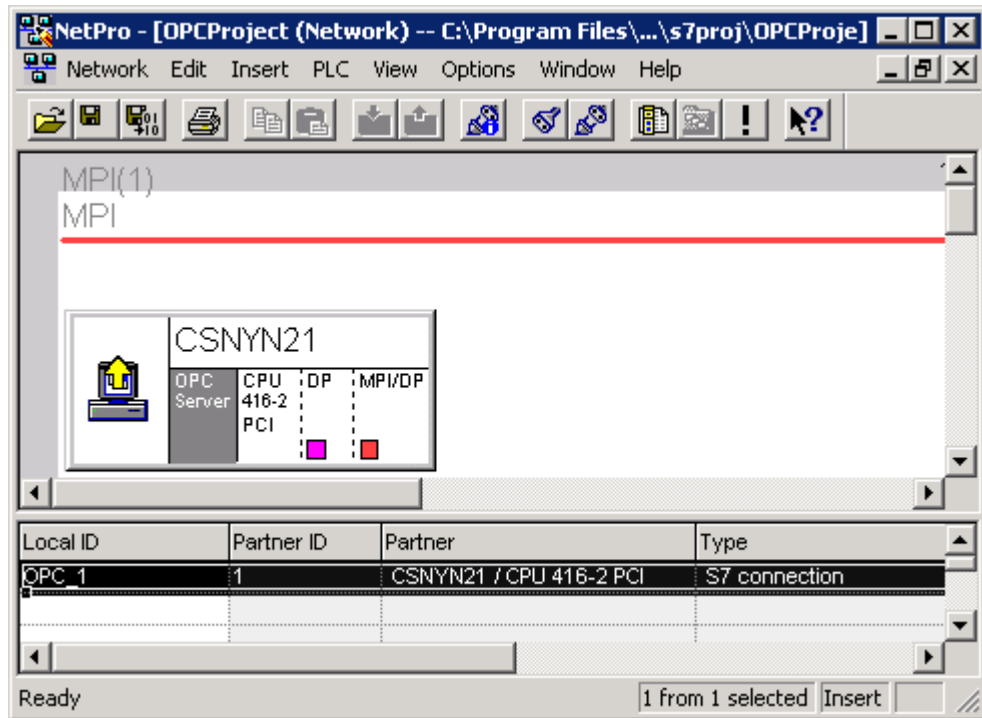 NetPro - [OPCProject (Network) -- C:\Program Files\...\s7proj\OPCProje]
Network Edit Insert PLC View Options Window Help
MPI(1)
MPI
CSNYN21
OPC Server
CPU 416-2 PCI
DP
MPI/DP
Local ID Partner ID Partner Type
OPC_1 1 CSNYN21 / CPU 416-2 PCI S7 connection
Ready 1 from 1 selected Insert